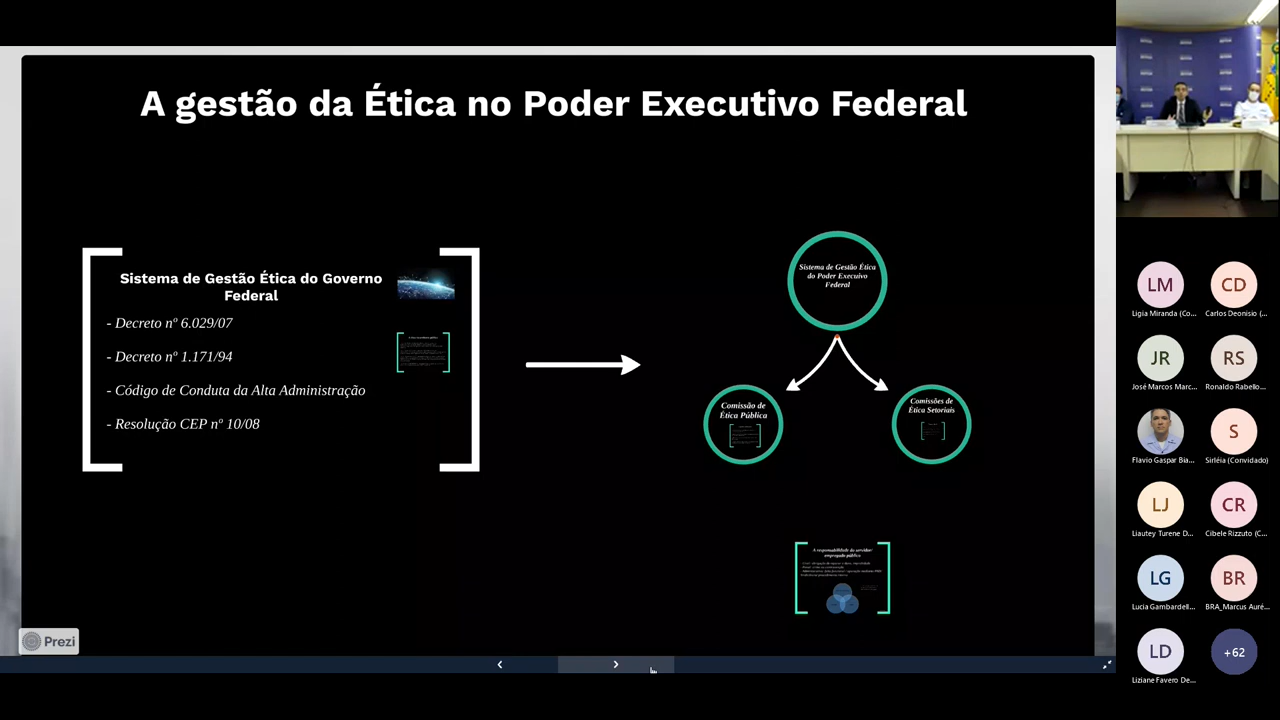 A gestão da Ética no Poder Executivo Federal
Sistema de Gestão Ética do Governo
Federal
- Decreto nº 6.029/07
- Decreto nº 1.171/94
- Código de Conduta da Alta Administração
- Resolução CEP nº 10/08
Sistema de Gestão Ética
do Poder Execuivo
Federal
Comissão de
Ética Pública
Comissões de
Ética Setoriais
A responsabilidade do servidor/
empregado público
Prezi
LM
CD
Ligia Miranda (Co...
Carlos Deonisio (...
JR
RS
José Marcos Marc...
Ronaldo Rabello...
S
Flavio Gaspar Bia...
Sirléia (Convidado)
LJ
CR
Liautey Turene D...
Cibele Rizzuto (C...
LG
BR
Lucia Gambardell...
BRA_Marcus Auré...
LD
+62
Liziane Favero De...